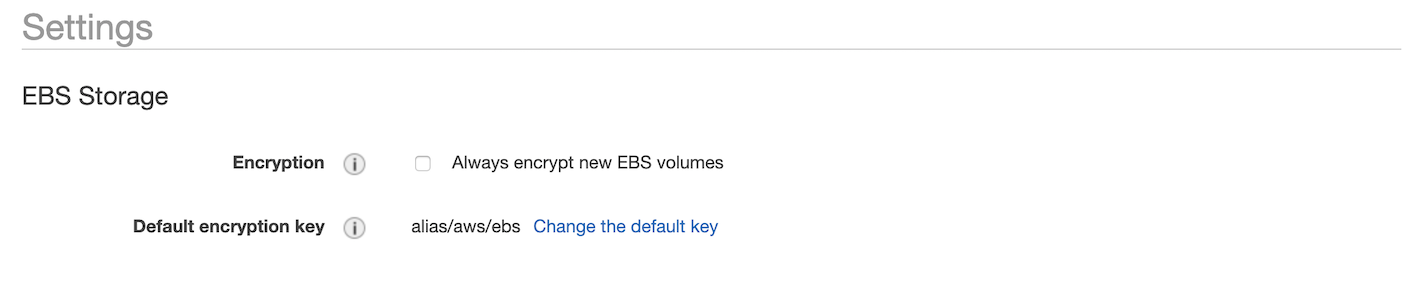 Settings
EBS Storage
Encryption i Always encrypt new EBS volumes
Default encryption key i alias/aws/ebs Change the default key